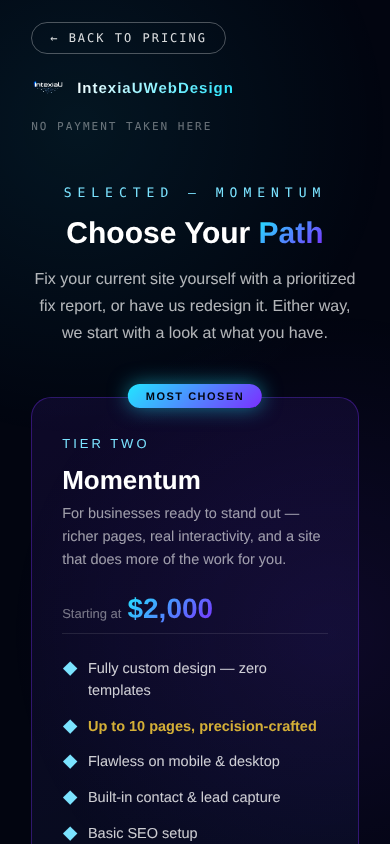 ← BACK TO PRICING
IntexiaU
IntexiaUWebDesign
NO PAYMENT TAKEN HERE
SELECTED — MOMENTUM
Choose Your Path
Fix your current site yourself with a prioritized
fix report, or have us redesign it. Either way,
we start with a look at what you have.
MOST CHOSEN
TIER TWO
Momentum
For businesses ready to stand out —
richer pages, real interactivity, and a site
that does more of the work for you.
Starting at $2,000
Fully custom design — zero
templates
Up to 10 pages, precision-crafted
Flawless on mobile & desktop
Built-in contact & lead capture
Basic SEO setup